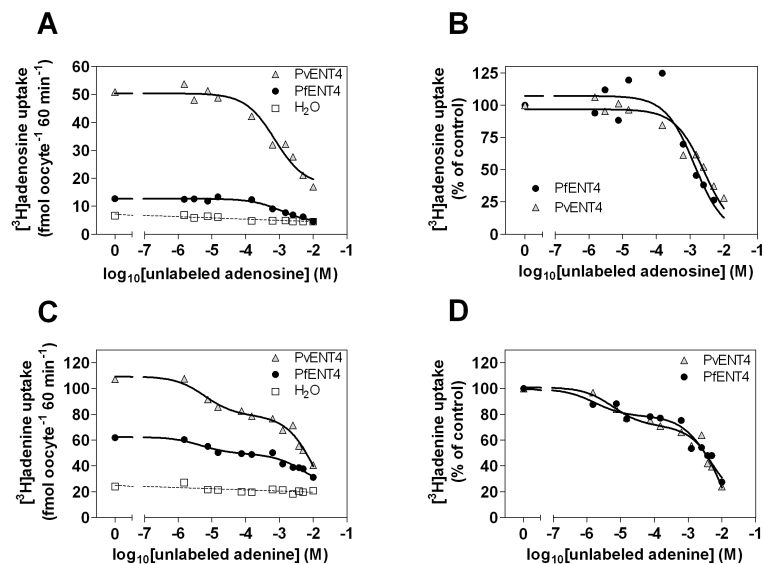 A
[³H]adenosine uptake
(fmol oocyte⁻¹ 60 min⁻¹)
60
50
40
30
20
10
0
PvENT4
PfENT4
H₂O
0 -7 -6 -5 -4 -3 -2 -1
log₁₀[unlabeled adenosine] (M)
B
[³H]adenosine uptake
(% of control)
125
100
75
50
25
0
PfENT4
PvENT4
0 -7 -6 -5 -4 -3 -2 -1
log₁₀[unlabeled adenosine] (M)
C
[³H]adenine uptake
(fmol oocyte⁻¹ 60 min⁻¹)
120
100
80
60
40
20
0
PvENT4
PfENT4
H₂O
0 -7 -6 -5 -4 -3 -2 -1
log₁₀[unlabeled adenine] (M)
D
[³H]adenine uptake
(% of control)
120
100
80
60
40
20
0
PvENT4
PfENT4
0 -7 -6 -5 -4 -3 -2 -1
log₁₀[unlabeled adenine] (M)